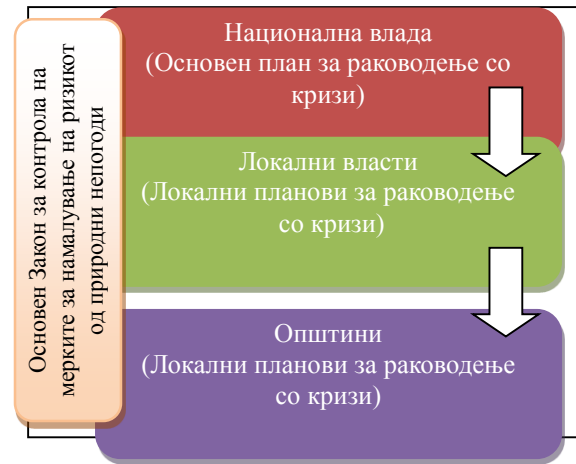 Основен Закон за контрола на
мерките за намалување на ризикот
од природни непогоди
Национална влада
(Основен план за раководење со
кризи)
Локални власти
(Локални планови за раководење
со кризи)
Општини
(Локални планови за раководење
со кризи)